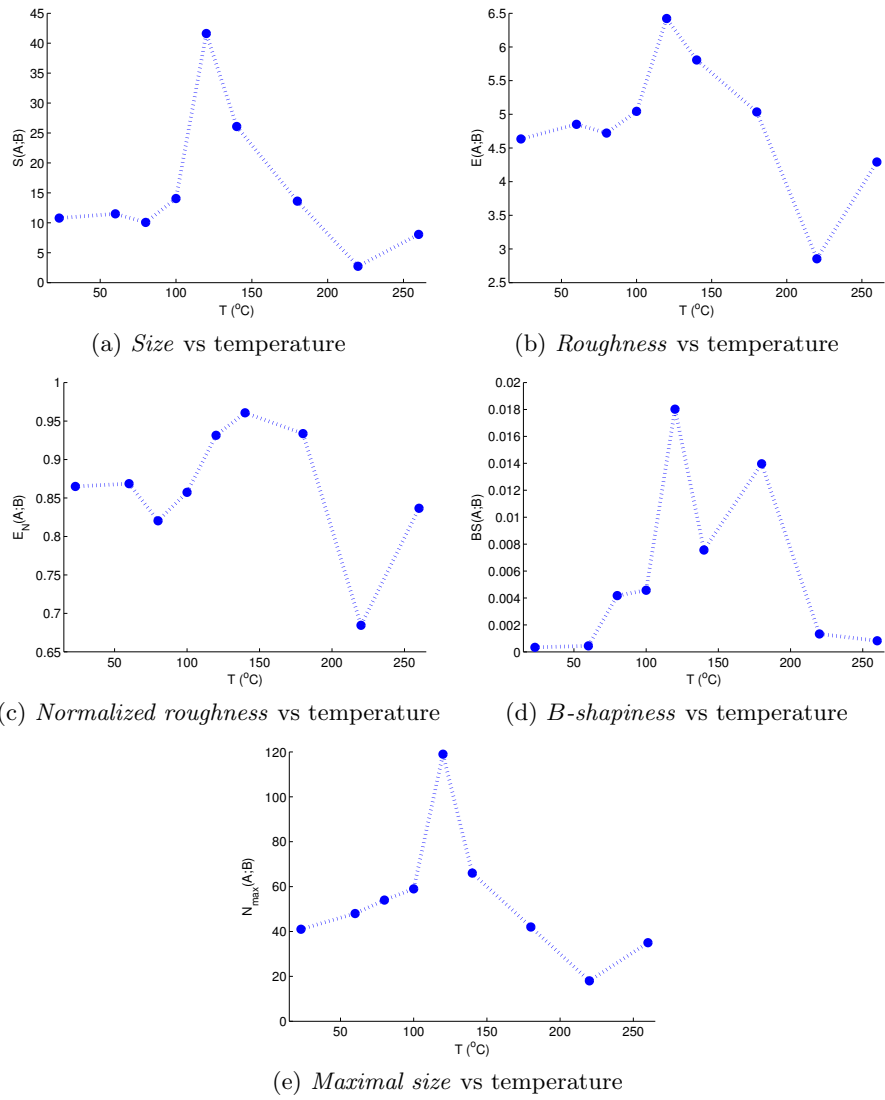 45
40
35
30
25
20
15
10
5
0
S(A;B)
50 100 150 200 250
T (°C)
(a) Size vs temperature
6.5
6
5.5
5
4.5
4
3.5
3
2.5
E(A;B)
50 100 150 200 250
T (°C)
(b) Roughness vs temperature
1
0.95
0.9
0.85
0.8
0.75
0.7
0.65
E_N(A;B)
50 100 150 200 250
T (°C)
(c) Normalized roughness vs temperature
0.02
0.018
0.016
0.014
0.012
0.01
0.008
0.006
0.004
0.002
0
BS(A;B)
50 100 150 200 250
T (°C)
(d) B-shapiness vs temperature
120
100
80
60
40
20
0
N_max(A;B)
50 100 150 200 250
T (°C)
(e) Maximal size vs temperature